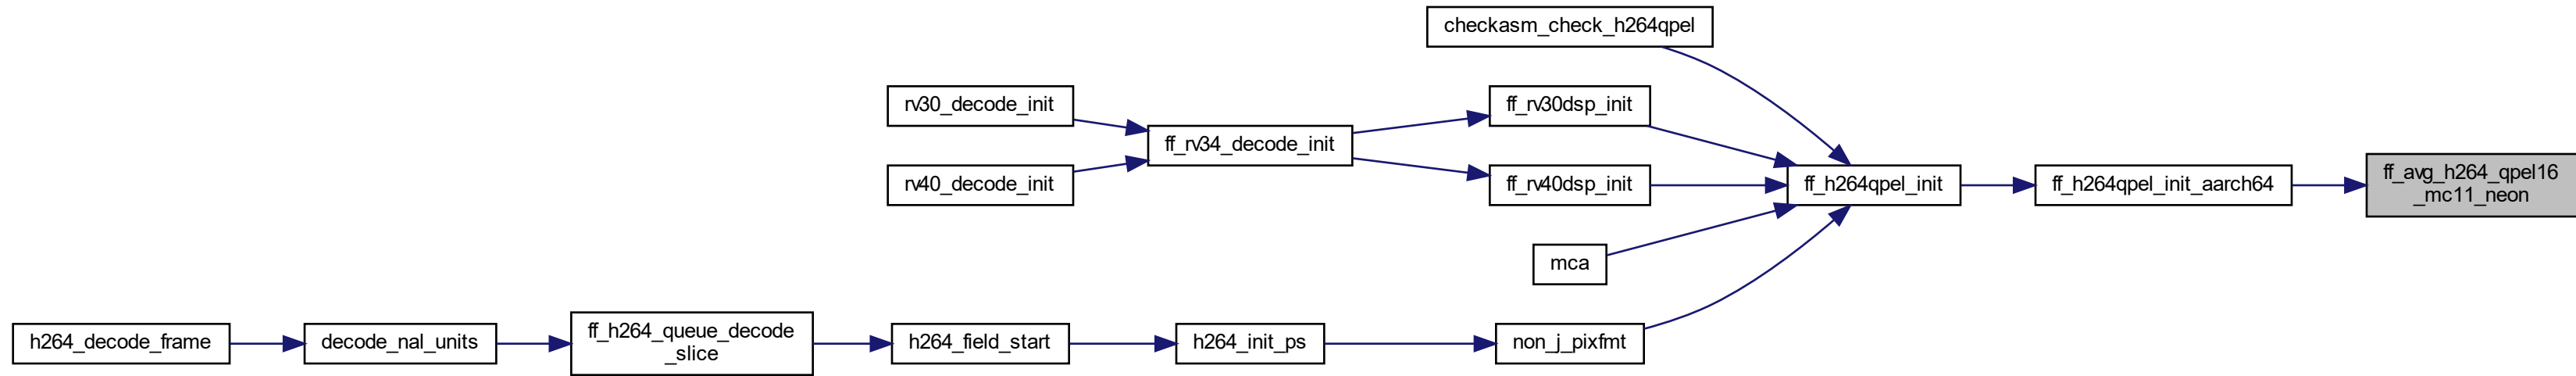 checkasm_check_h264qpel
rv30_decode_init
ff_rv30dsp_init
ff_rv34_decode_init
ff_avg_h264_qpel16
_mc11_neon
rv40_decode_init
ff_rv40dsp_init
ff_h264qpel_init
ff_h264qpel_init_aarch64
mca
h264_decode_frame
decode_nal_units
ff_h264_queue_decode
_slice
h264_field_start
h264_init_ps
non_j_pixfmt